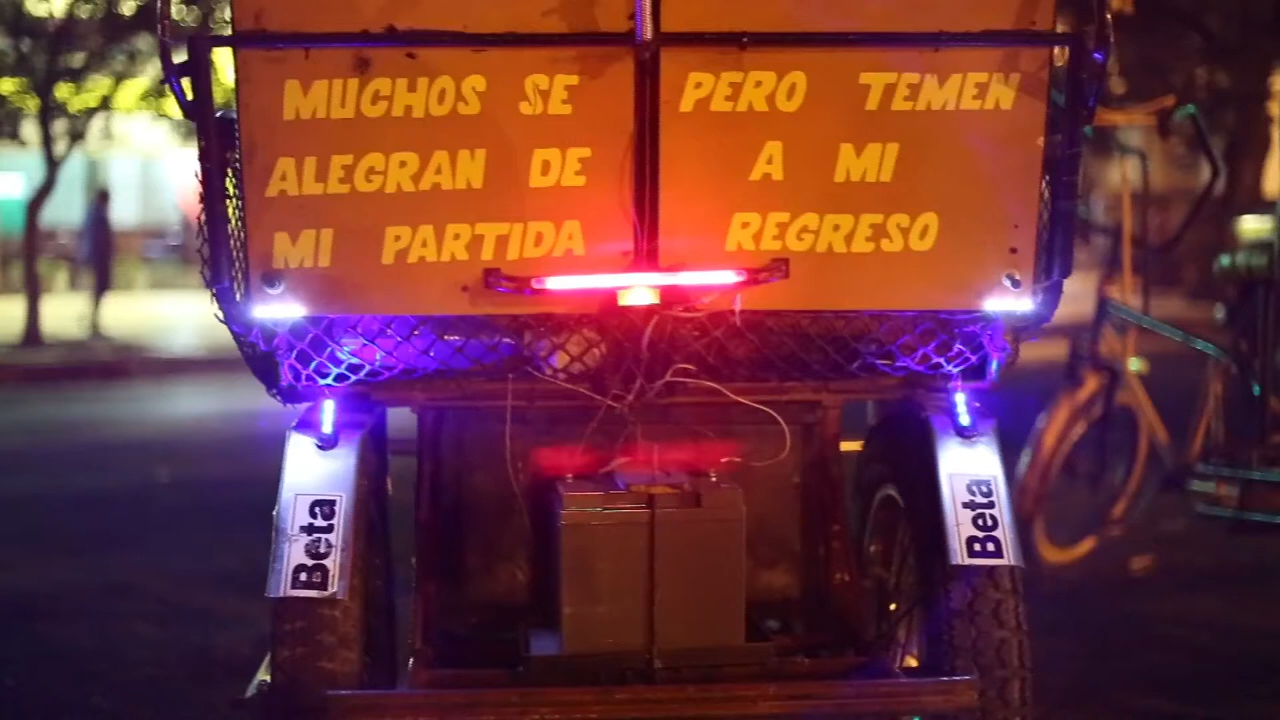 MUCHOS SE
ALEGRAN DE
MI PARTIDA
PERO TEMEN
A MI
REGRESO
Beta
Beta